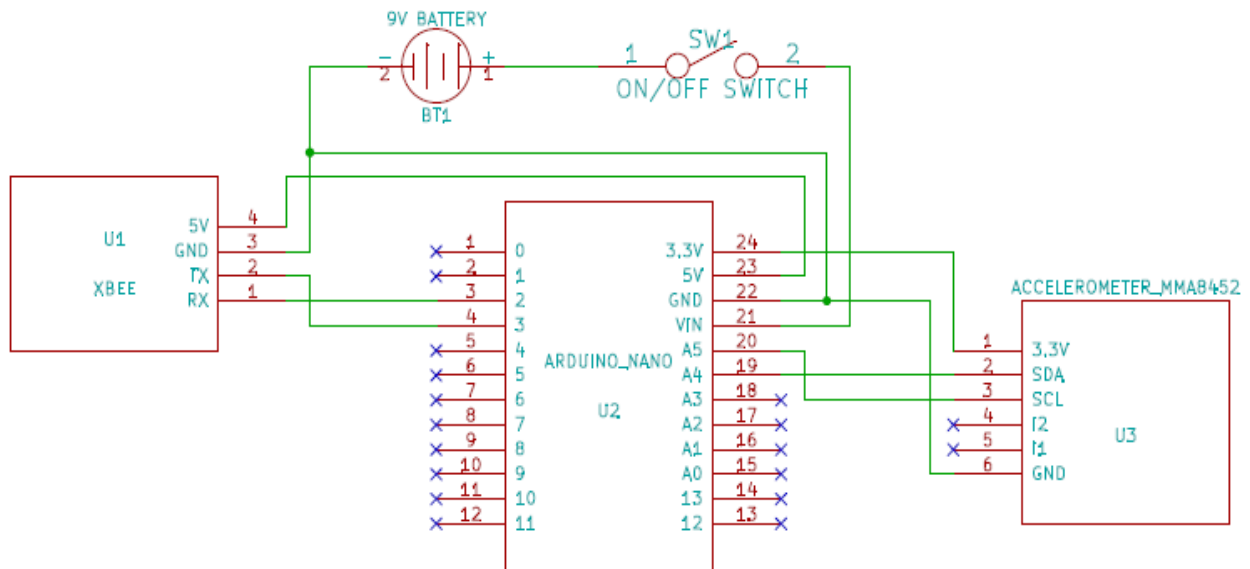 9V BATTERY
- 2 + 1
BT1
1 SW1 2
ON/OFF SWITCH
U1
XBEE
5V 4
GND 3
TX 2
RX 1
1 0
2 1
3 2
4 3
5 4
6 5
7 6
8 7
9 8
10 9
11 10
12 11
ARDUINO_NANO
U2
3,3V 24
5V 23
GND 22
VIN 21
A5 20
A4 19
A3 18
A2 17
A1 16
A0 15
13 14
12 13
ACCELEROMETER_MMA8452
1 3,3V
2 SDA
3 SCL
4 I2
5 I1
6 GND
U3